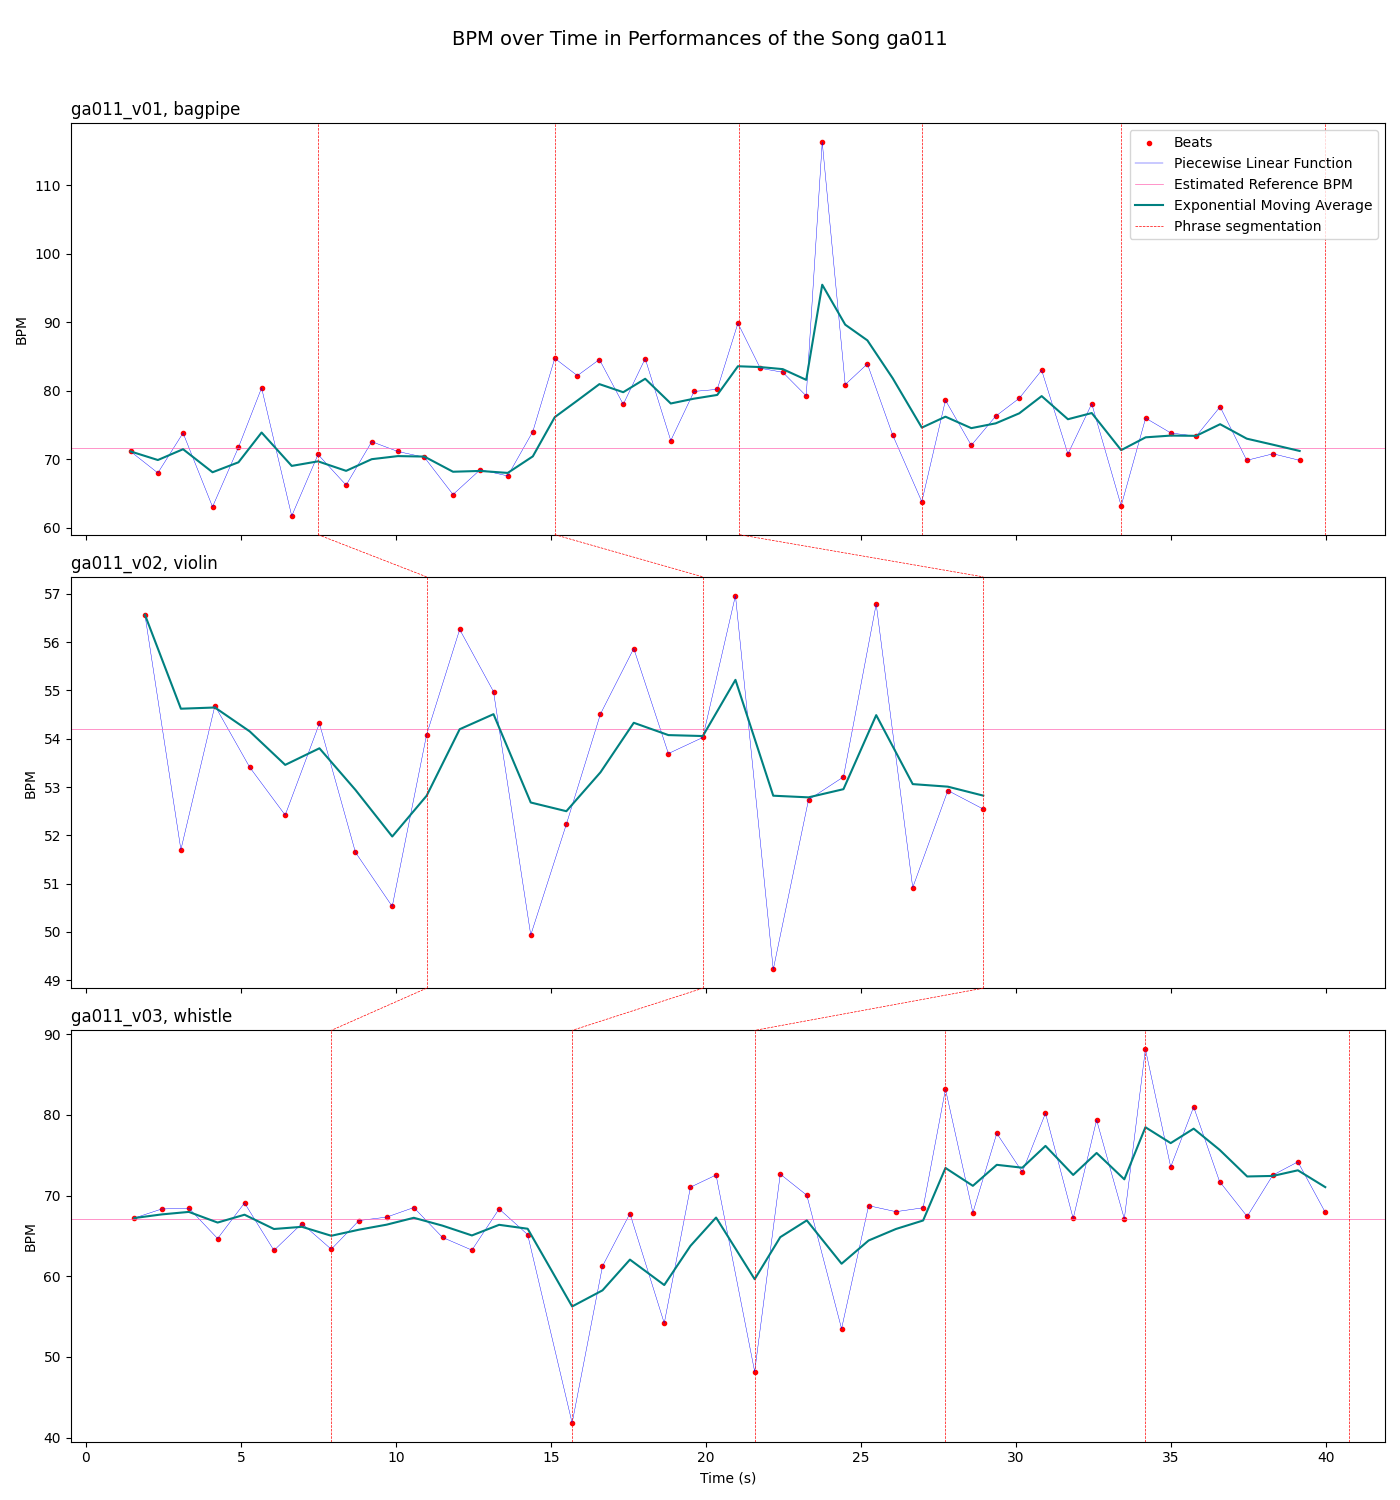 BPM over Time in Performances of the Song ga011
ga011_v01, bagpipe
Beats
Piecewise Linear Function
Estimated Reference BPM
Exponential Moving Average
Phrase segmentation
110
100
90
80
70
60
BPM
ga011_v02, violin
57
56
55
54
53
52
51
50
49
BPM
ga011_v03, whistle
90
80
70
60
50
40
BPM
0 5 10 15 20 25 30 35 40
Time (s)